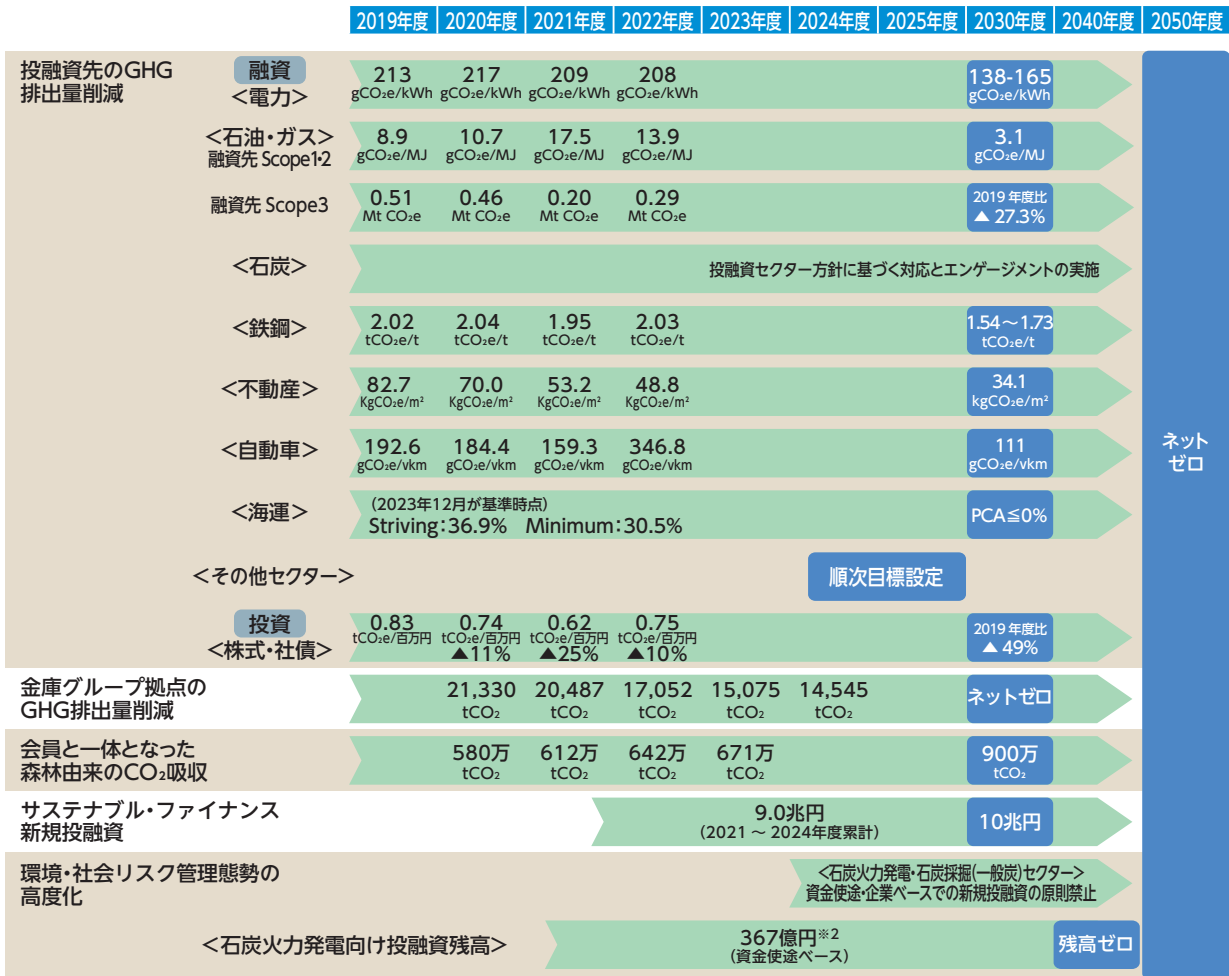 2019年度 2020年度 2021年度 2022年度 2023年度 2024年度 2025年度 2030年度 2040年度 2050年度
投融資先のGHG
排出量削減
融資
<電力>
213 217 209 208 138-165
gCO₂e/kWh gCO₂e/kWh gCO₂e/kWh gCO₂e/kWh gCO₂e/kWh
<石油・ガス>
融資先 Scope1・2
8.9 10.7 17.5 13.9 3.1
gCO₂e/MJ gCO₂e/MJ gCO₂e/MJ gCO₂e/MJ gCO₂e/MJ
融資先 Scope3
0.51 0.46 0.20 0.29 2019 年度比
Mt CO₂e Mt CO₂e Mt CO₂e Mt CO₂e ▲ 27.3%
<石炭>
投融資セクター方針に基づく対応とエンゲージメントの実施
<鉄鋼>
2.02 2.04 1.95 2.03 1.54～1.73
tCO₂e/t tCO₂e/t tCO₂e/t tCO₂e/t tCO₂e/t
<不動産>
82.7 70.0 53.2 48.8 34.1
KgCO₂e/m² KgCO₂e/m² KgCO₂e/m² KgCO₂e/m² kgCO₂e/m²
<自動車>
192.6 184.4 159.3 346.8 111
gCO₂e/vkm gCO₂e/vkm gCO₂e/vkm gCO₂e/vkm gCO₂e/vkm
<海運>
(2023年12月が基準時点)
Striving：36.9% Minimum：30.5%
PCA≦0%
<その他セクター>
順次目標設定
投資
<株式・社債>
0.83 0.74 0.62 0.75 2019 年度比
tCO₂e/百万円 tCO₂e/百万円 tCO₂e/百万円 tCO₂e/百万円 ▲ 49%
▲11% ▲25% ▲10%
ネット
ゼロ
金庫グループ拠点の
GHG排出量削減
21,330 20,487 17,052 15,075 14,545 ネットゼロ
tCO₂ tCO₂ tCO₂ tCO₂ tCO₂
会員と一体となった
森林由来のCO₂吸収
580万 612万 642万 671万 900万
tCO₂ tCO₂ tCO₂ tCO₂ tCO₂
サステナブル・ファイナンス
新規投融資
9.0兆円
(2021 ～ 2024年度累計)
10兆円
環境・社会リスク管理態勢の
高度化
<石炭火力発電・石炭採掘(一般炭)セクター>
資金使途・企業ベースでの新規投融資の原則禁止
<石炭火力発電向け投融資残高>
367億円※2
(資金使途ベース)
残高ゼロ